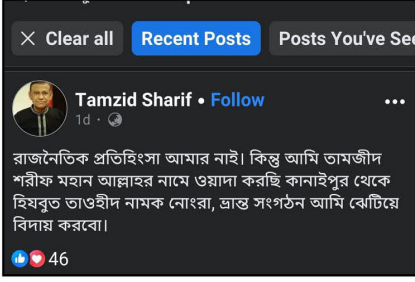 Clear all Recent Posts Posts You've See
Tamzid Sharif • Follow
1d ·
রাজনৈতিক প্রতিহিংসা আমার নাই। কিন্তু আমি তামজীদ
শরীফ মহান আল্লাহর নামে ওয়াদা করছি কানাইপুর থেকে
হিযবুত তাওহীদ নামক নোংরা, ভ্রান্ত সংগঠন আমি ঝেটিয়ে
বিদায় করবো।
46